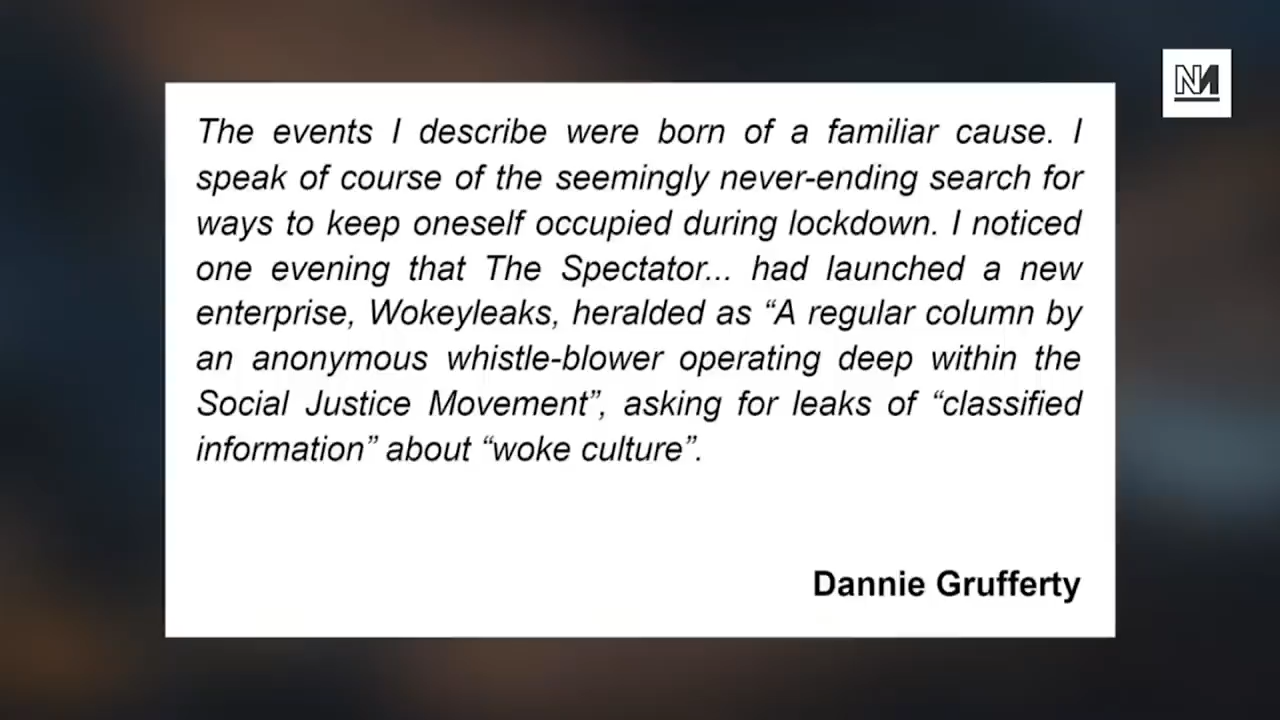 NM
The events I describe were born of a familiar cause. I
speak of course of the seemingly never-ending search for
ways to keep oneself occupied during lockdown. I noticed
one evening that The Spectator... had launched a new
enterprise, Wokeyleaks, heralded as “A regular column by
an anonymous whistle-blower operating deep within the
Social Justice Movement”, asking for leaks of “classified
information” about “woke culture”.
Dannie Grufferty